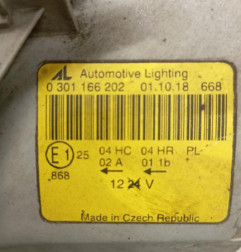 AL Automotive Lighting
0 301 166 202 01.10.18 668
E1 25 04 HC 04 HR PL-
02 A 01 1b
868
12 24 V
Made in Czech Republic